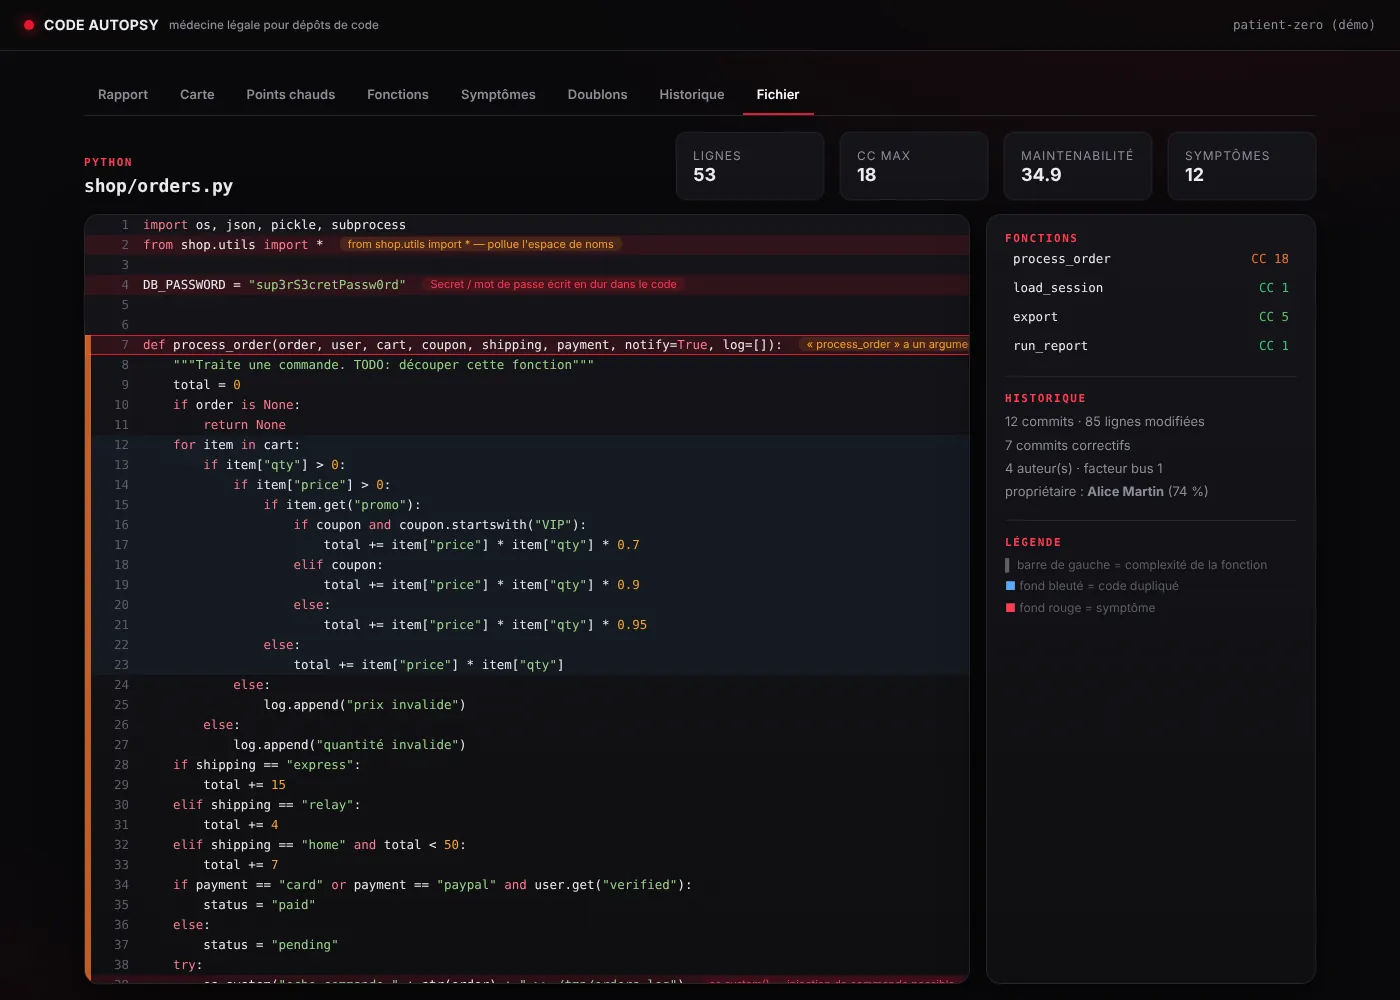 CODE AUTOPSY médecine légale pour dépôts de code patient-zero (démo)
Rapport Carte Points chauds Fonctions Symptômes Doublons Historique Fichier
PYTHON
shop/orders.py
LIGNES
53
CC MAX
18
MAINTENABILITÉ
34.9
SYMPTÔMES
12
1 import os, json, pickle, subprocess
2 from shop.utils import * from shop.utils import * — pollue l'espace de noms
3
4 DB_PASSWORD = "sup3rS3cretPassw0rd" Secret / mot de passe écrit en dur dans le code
5
6
7 def process_order(order, user, cart, coupon, shipping, payment, notify=True, log=[]): « process_order » a un argume
8 """Traite une commande. TODO: découper cette fonction"""
9 total = 0
10 if order is None:
11 return None
12 for item in cart:
13 if item["qty"] > 0:
14 if item["price"] > 0:
15 if item.get("promo"):
16 if coupon and coupon.startswith("VIP"):
17 total += item["price"] * item["qty"] * 0.7
18 elif coupon:
19 total += item["price"] * item["qty"] * 0.9
20 else:
21 total += item["price"] * item["qty"] * 0.95
22 else:
23 total += item["price"] * item["qty"]
24 else:
25 log.append("prix invalide")
26 else:
27 log.append("quantité invalide")
28 if shipping == "express":
29 total += 15
30 elif shipping == "relay":
31 total += 4
32 elif shipping == "home" and total < 50:
33 total += 7
34 if payment == "card" or payment == "paypal" and user.get("verified"):
35 status = "paid"
36 else:
37 status = "pending"
38 try:
FONCTIONS
process_order CC 18
load_session CC 1
export CC 5
run_report CC 1
HISTORIQUE
12 commits · 85 lignes modifiées
7 commits correctifs
4 auteur(s) · facteur bus 1
propriétaire : Alice Martin (74 %)
LÉGENDE
barre de gauche = complexité de la fonction
fond bleuté = code dupliqué
fond rouge = symptôme